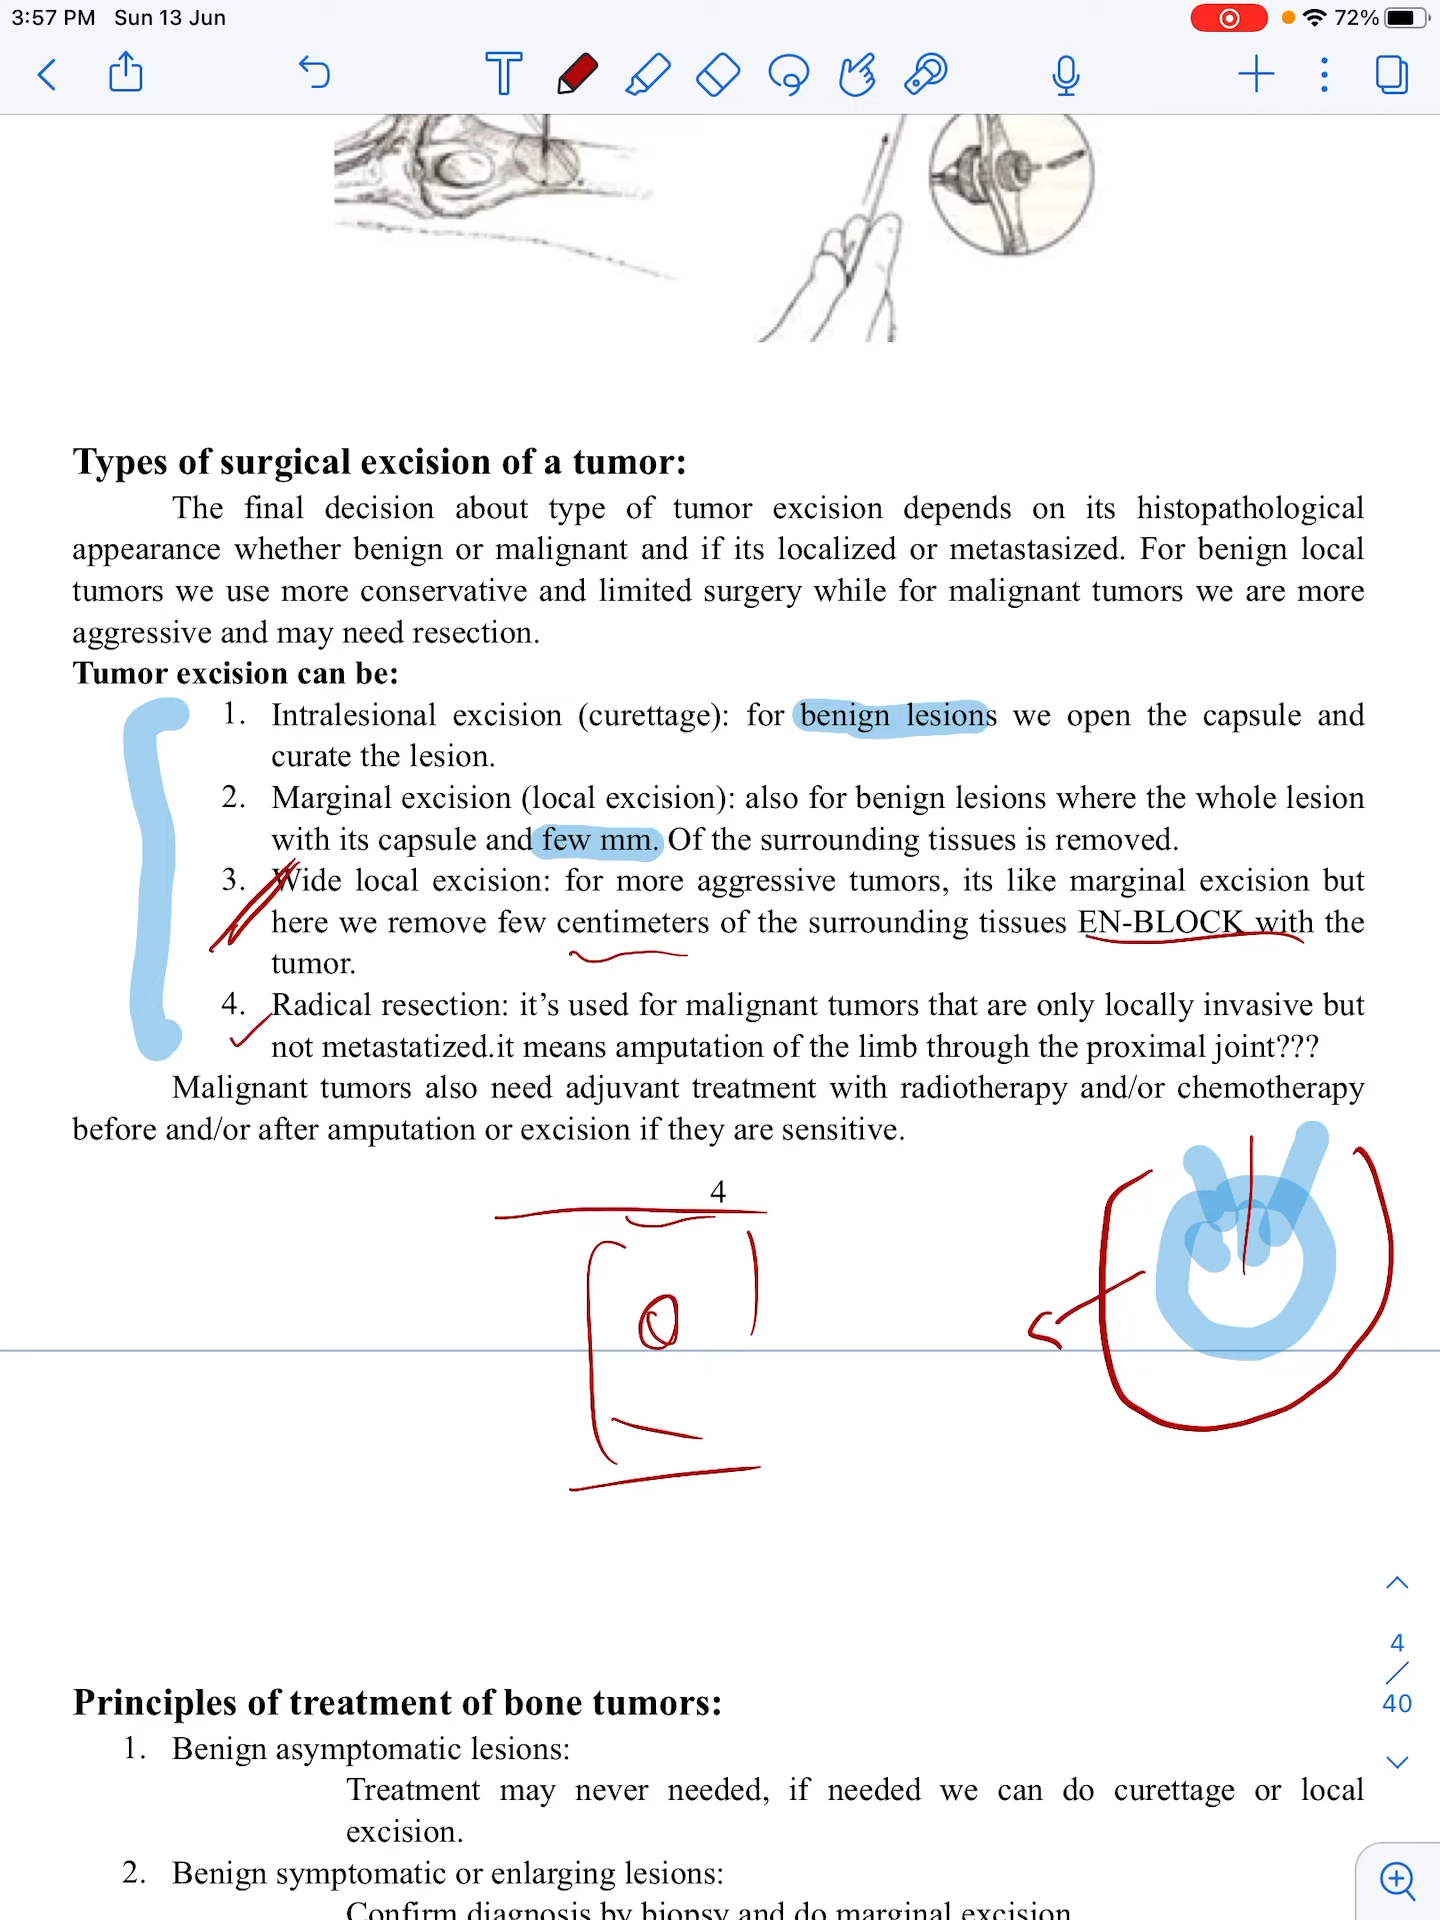 3:57 PM Sun 13 Jun
72%
Types of surgical excision of a tumor:
The final decision about type of tumor excision depends on its histopathological
appearance whether benign or malignant and if its localized or metastasized. For benign local
tumors we use more conservative and limited surgery while for malignant tumors we are more
aggressive and may need resection.
Tumor excision can be:
1. Intralesional excision (curettage): for benign lesions we open the capsule and
curate the lesion.
2. Marginal excision (local excision): also for benign lesions where the whole lesion
with its capsule and few mm. Of the surrounding tissues is removed.
3. Wide local excision: for more aggressive tumors, its like marginal excision but
here we remove few centimeters of the surrounding tissues EN-BLOCK with the
tumor.
4. Radical resection: it’s used for malignant tumors that are only locally invasive but
not metastatized.it means amputation of the limb through the proximal joint???
Malignant tumors also need adjuvant treatment with radiotherapy and/or chemotherapy
before and/or after amputation or excision if they are sensitive.
4
4
/
40
Principles of treatment of bone tumors:
1. Benign asymptomatic lesions:
Treatment may never needed, if needed we can do curettage or local
excision.
2. Benign symptomatic or enlarging lesions:
Confirm diagnosis by biopsy and do marginal excision